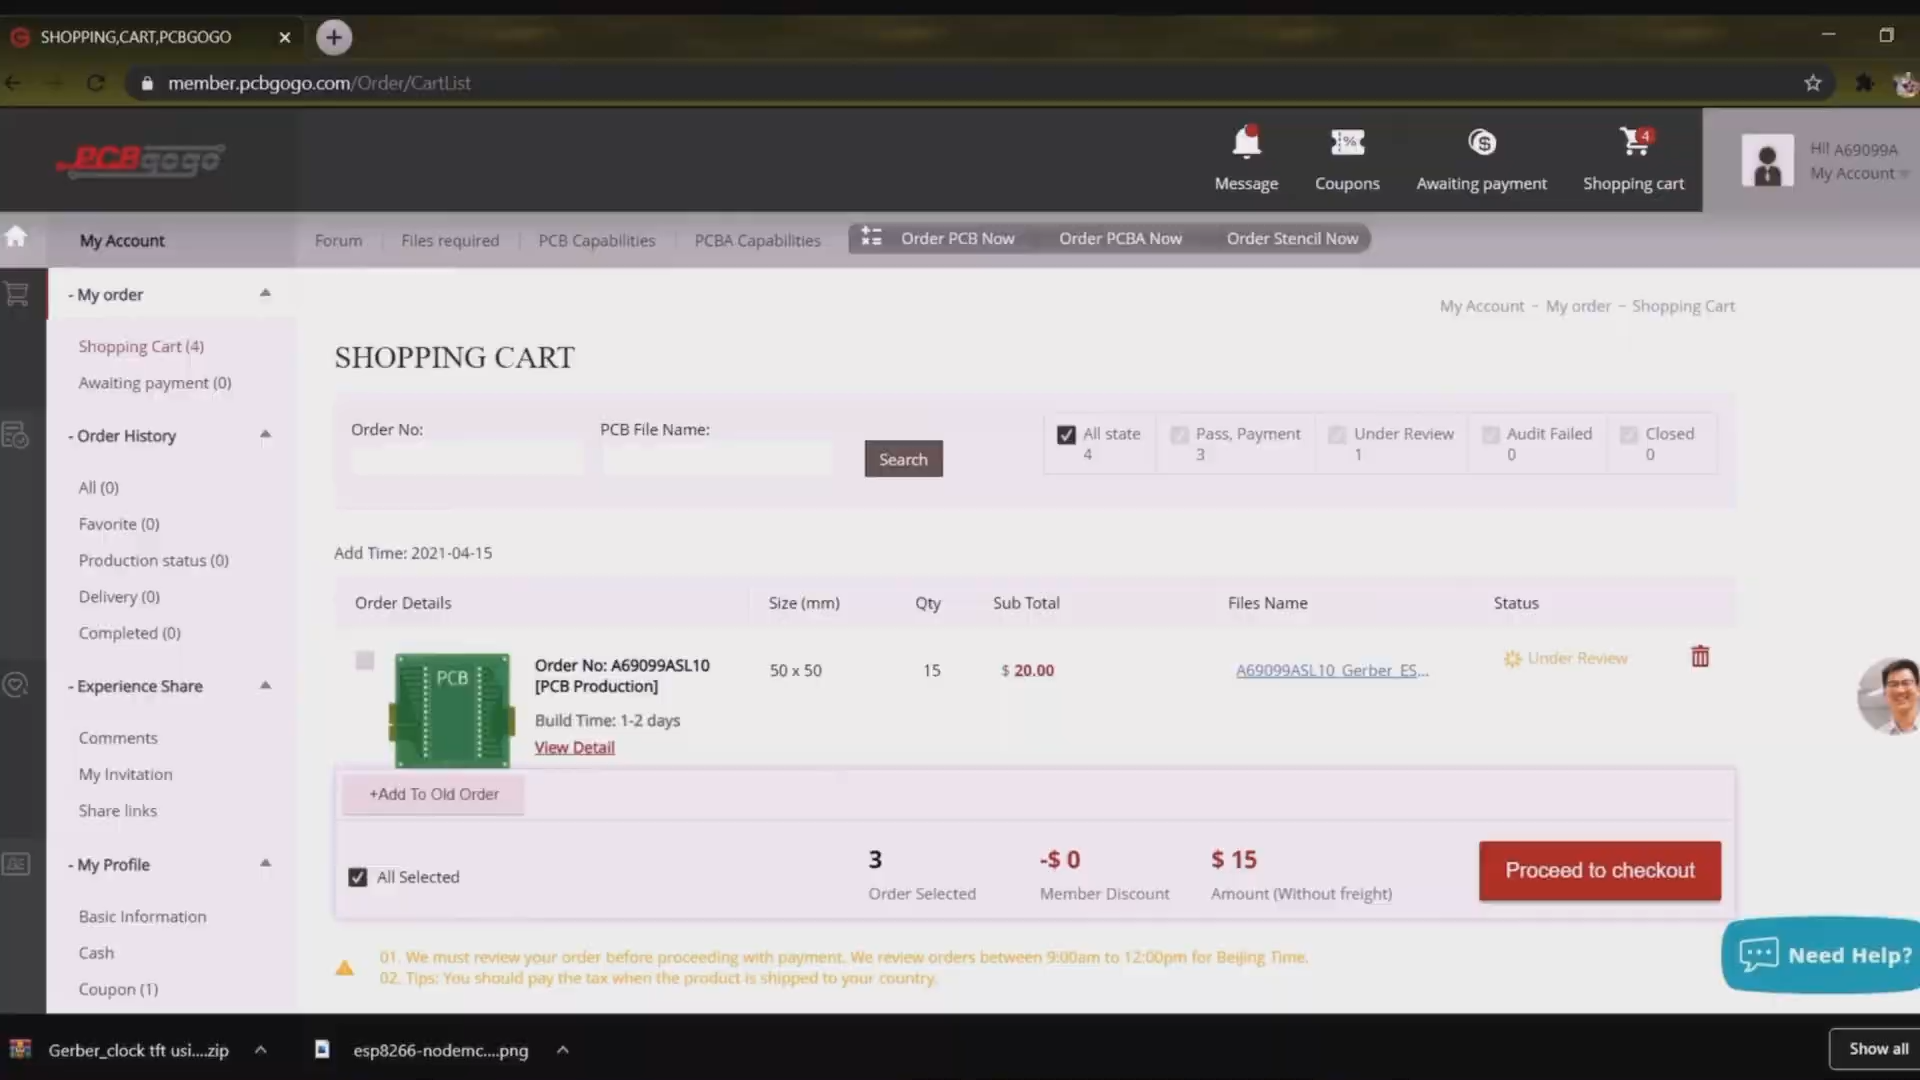 SHOPPING,CART,PCBGOGO
member.pcbgogo.com/Order/CartList
PCBgogo
Message
Coupons
Awaiting payment
4
Shopping cart
Hi! A69099A
My Account
My Account
Forum
Files required
PCB Capabilities
PCBA Capabilities
Order PCB Now
Order PCBA Now
Order Stencil Now
- My order
Shopping Cart (4)
Awaiting payment (0)
- Order History
All (0)
Favorite (0)
Production status (0)
Delivery (0)
Completed (0)
- Experience Share
Comments
My Invitation
Share links
- My Profile
Basic Information
Cash
Coupon (1)
My Account - My order - Shopping Cart
SHOPPING CART
Order No:
PCB File Name:
Search
All state
4
Pass, Payment
3
Under Review
1
Audit Failed
0
Closed
0
Add Time: 2021-04-15
Order Details
Size (mm)
Qty
Sub Total
Files Name
Status
PCB
Order No: A69099ASL10
[PCB Production]
Build Time: 1-2 days
View Detail
50 x 50
15
$ 20.00
A69099ASL10_Gerber_ES...
Under Review
+Add To Old Order
All Selected
3
Order Selected
-$ 0
Member Discount
$ 15
Amount (Without freight)
Proceed to checkout
01. We must review your order before proceeding with payment. We review orders between 9:00am to 12:00pm for Beijing Time.
02. Tips: You should pay the tax when the product is shipped to your country.
Need Help?
Gerber_clock tft usi....zip
esp8266-nodemc....png
Show all